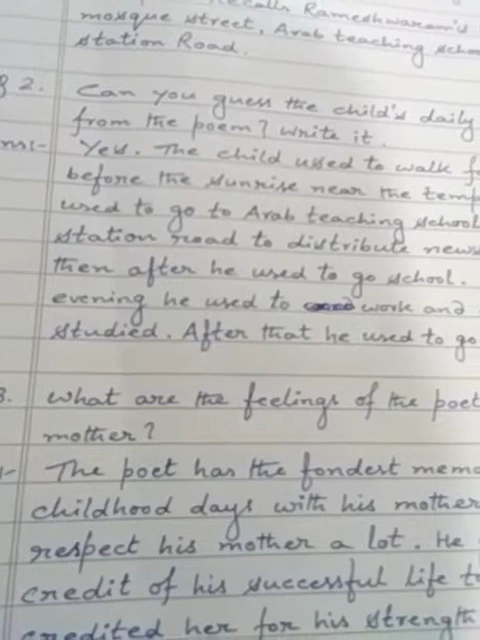 recalls Rameshwaram's
mosque street, Arab teaching
station Road.
2. Can you guess the child's daily
from the poem? write it.
Ans:- Yes. The child used to walk
before the sunrise near the
used to go to Arab teaching school
station road to distribute
then after he used to go school.
evening he used to work and
studied. After that he used to go
3. what are the feelings of the poet
mother?
The poet has the fondest
childhood days with his mother
respect his mother a lot. He
credit of his successful life
credited her for his strength